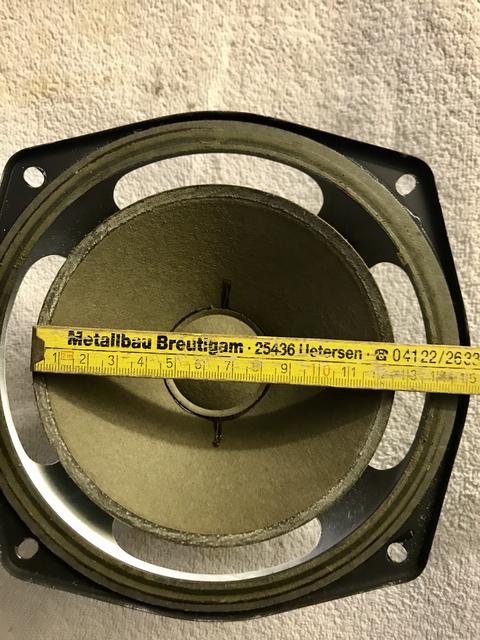 Metallbau Breutigam · 25436 Uetersen · ☎ 04122/2633
1 2 3 4 5 6 7 8 9 10 11 12 13 14 15